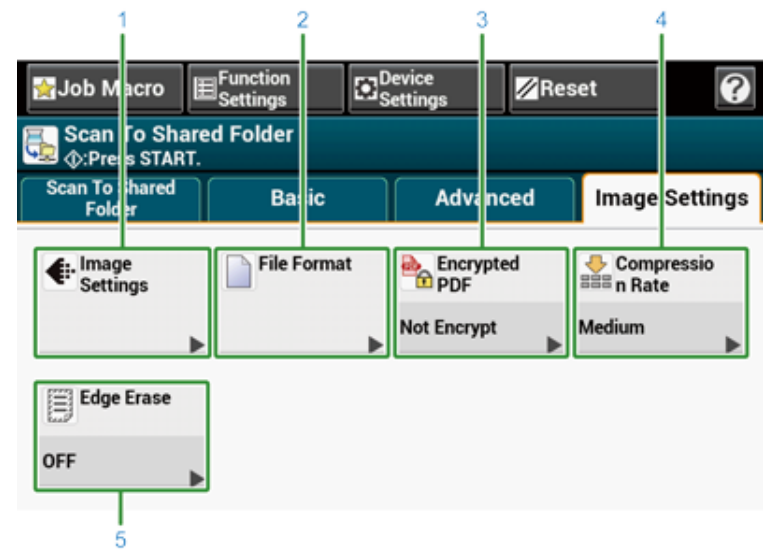 1 2 3 4
Job Macro
Function
Settings
Device
Settings
Reset
?
Scan To Shared Folder
:Press START.
Scan To Shared
Folder
Basic
Advanced
Image Settings
Image
Settings
File Format
Encrypted
PDF
Not Encrypt
Compressio
n Rate
Medium
Edge Erase
OFF
5